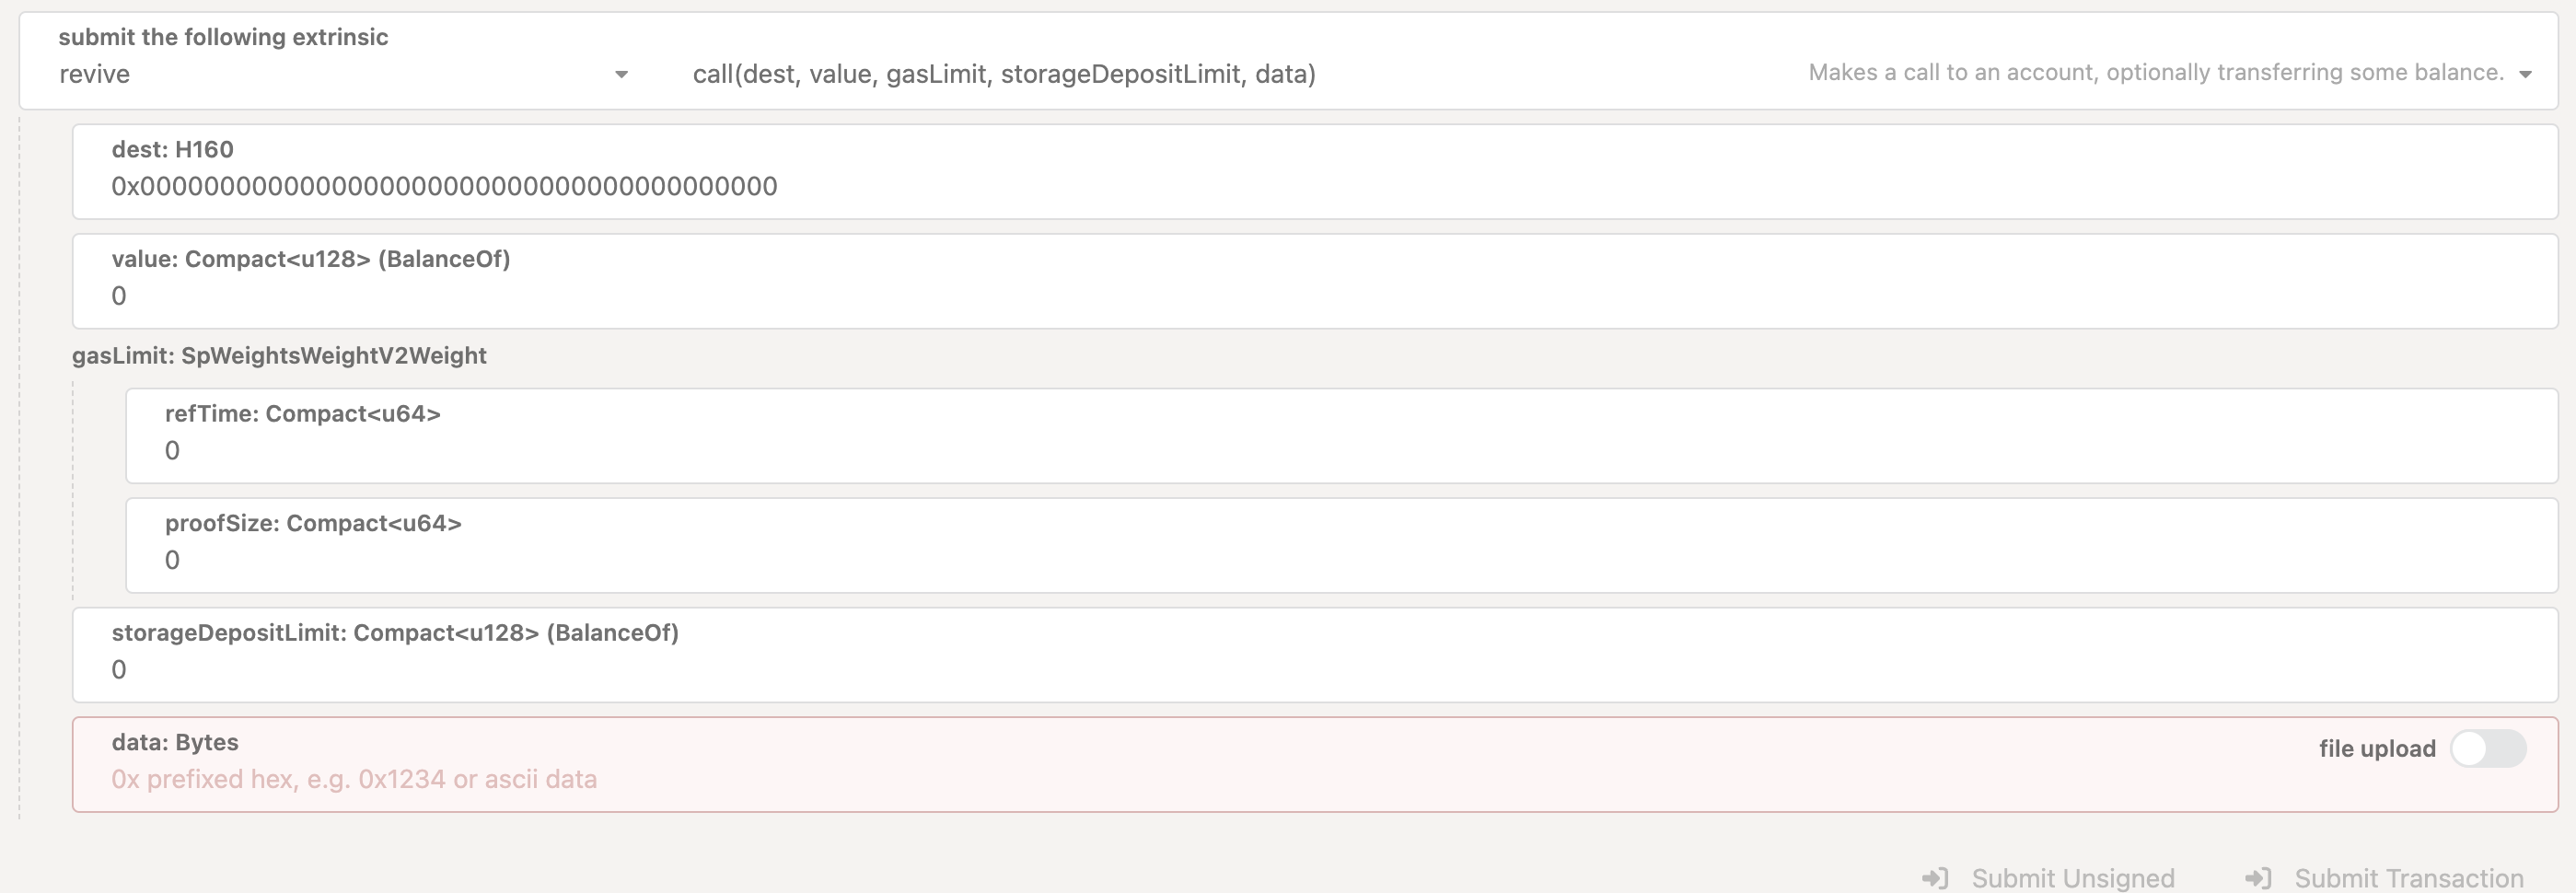 submit the following extrinsic
revive
call(dest, value, gasLimit, storageDepositLimit, data)
Makes a call to an account, optionally transferring some balance.
dest: H160
0x0000000000000000000000000000000000000000
value: Compact<u128> (BalanceOf)
0
gasLimit: SpWeightsWeightV2Weight
refTime: Compact<u64>
0
proofSize: Compact<u64>
0
storageDepositLimit: Compact<u128> (BalanceOf)
0
data: Bytes
0x prefixed hex, e.g. 0x1234 or ascii data
file upload
Submit Unsigned
Submit Transaction